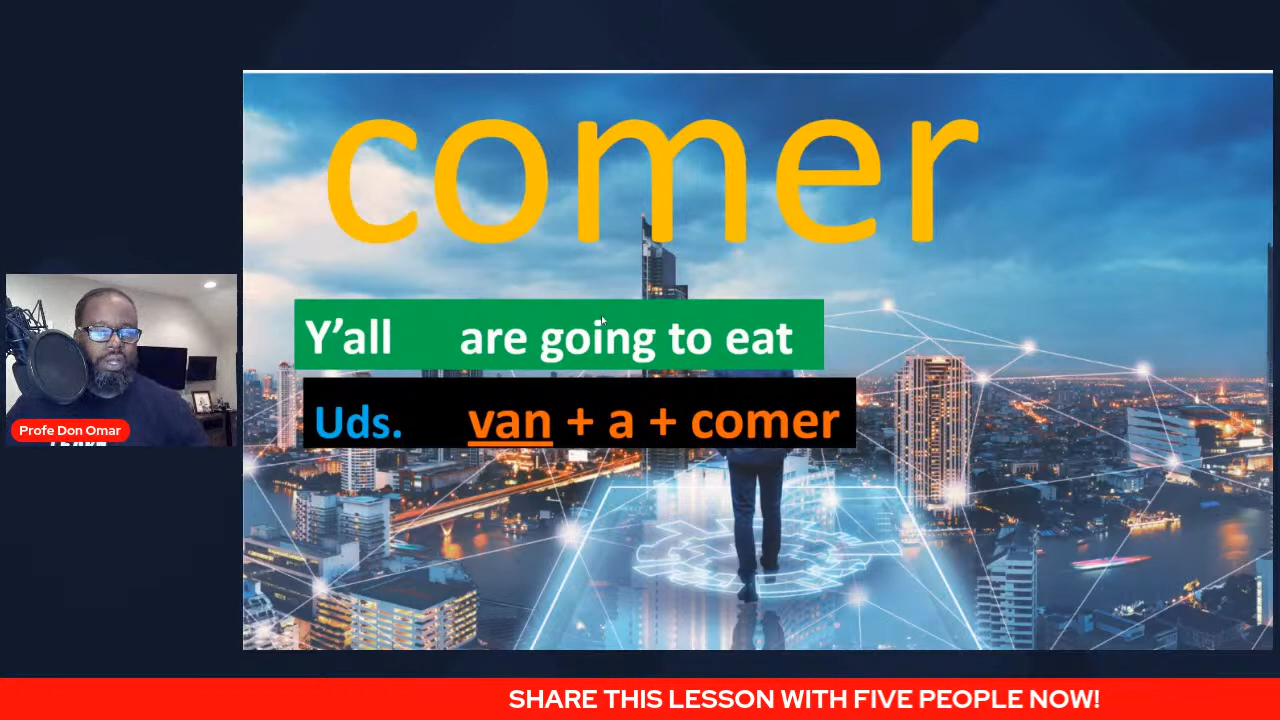 comer
Y'all are going to eat
Uds. van + a + comer
Profe Don Omar
SHARE THIS LESSON WITH FIVE PEOPLE NOW!